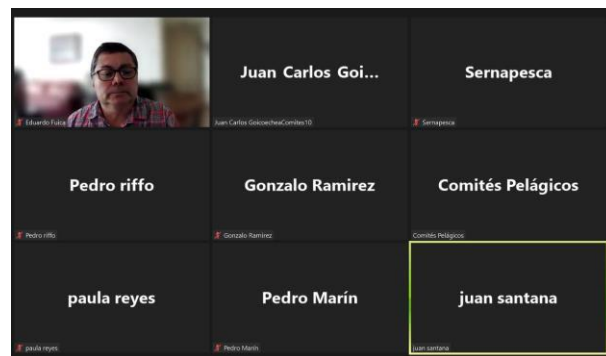 Eduardo Fuica
Juan Carlos Goi...
Juan Carlos GoicoecheaComites10
Sernapesca
Sernapesca
Pedro riffo
Pedro riffo
Gonzalo Ramirez
Gonzalo Ramirez
Comités Pelágicos
Comités Pelágicos
paula reyes
paula reyes
Pedro Marín
Pedro Marín
juan santana
juan santana